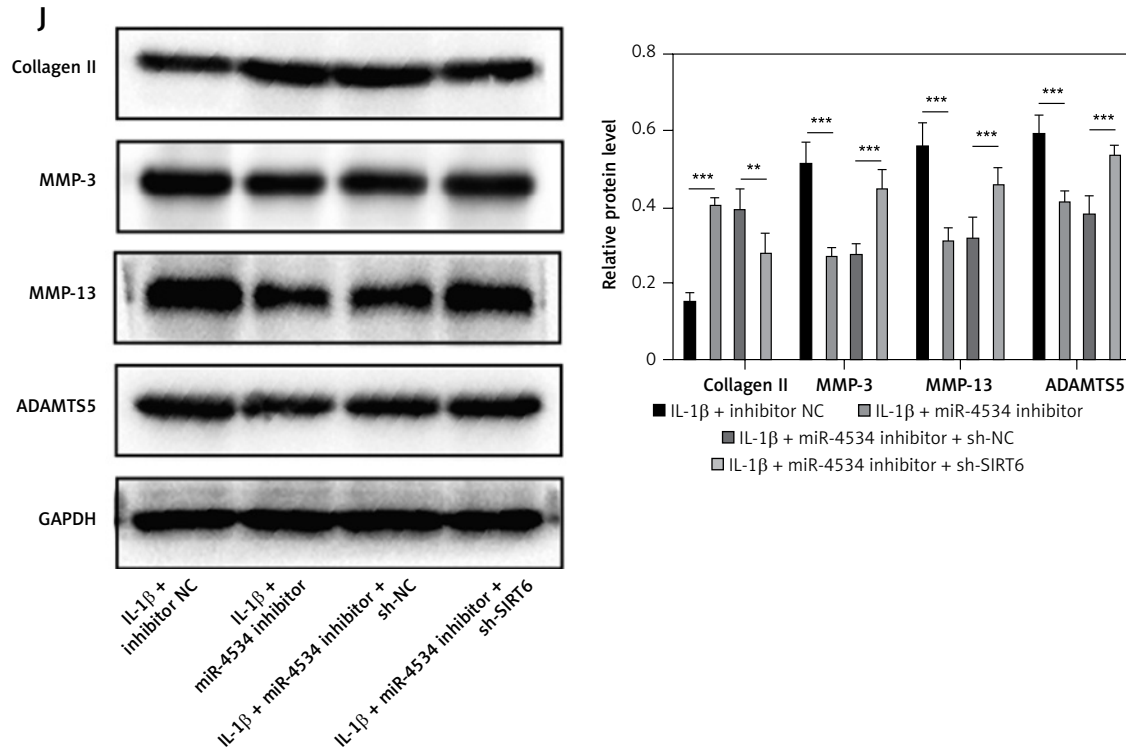 J
Collagen II
MMP-3
MMP-13
ADAMTS5
GAPDH
IL-1β +
inhibitor NC
IL-1β +
miR-4534 inhibitor
IL-1β + miR-4534 inhibitor +
sh-NC
IL-1β + miR-4534 inhibitor +
sh-SIRT6
Relative protein level
0.8
0.6
0.4
0.2
0
***
**
***
***
***
***
***
***
Collagen II MMP-3 MMP-13 ADAMTS5
IL-1β + inhibitor NC IL-1β + miR-4534 inhibitor
IL-1β + miR-4534 inhibitor + sh-NC
IL-1β + miR-4534 inhibitor + sh-SIRT6